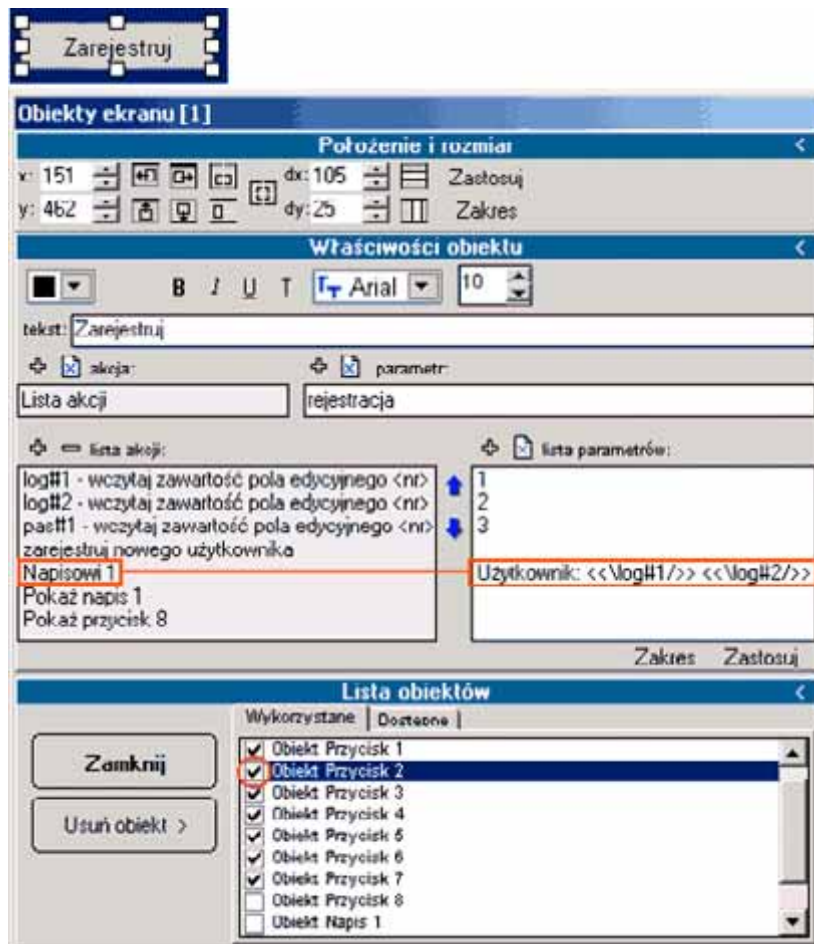 Zarejestruj
Obiekty ekranu [1]
Położenie i rozmiar <
x: 151 dx: 105 Zastosuj
y: 462 dy: 25 Zakres
Właściwości obiektu <
B I U T Arial 10
tekst: Zarejestruj
akcja: parametr:
Lista akcji rejestracja
lista akcji: lista parametrów:
log#1 - wczytaj zawartość pola edycyjnego <nr> 1
log#2 - wczytaj zawartość pola edycyjnego <nr> 2
pas#1 - wczytaj zawartość pola edycyjnego <nr> 3
zarejestruj nowego użytkownika
Napisowi 1 Użytkownik: <<\log#1/>> <<\log#2/>>
Pokaż napis 1
Pokaż przycisk 8
Zakres Zastosuj
Lista obiektów <
Wykorzystane Dostępne
Zamknij
Usuń obiekt >
Obiekt Przycisk 1
Obiekt Przycisk 2
Obiekt Przycisk 3
Obiekt Przycisk 4
Obiekt Przycisk 5
Obiekt Przycisk 6
Obiekt Przycisk 7
Obiekt Przycisk 8
Obiekt Napis 1